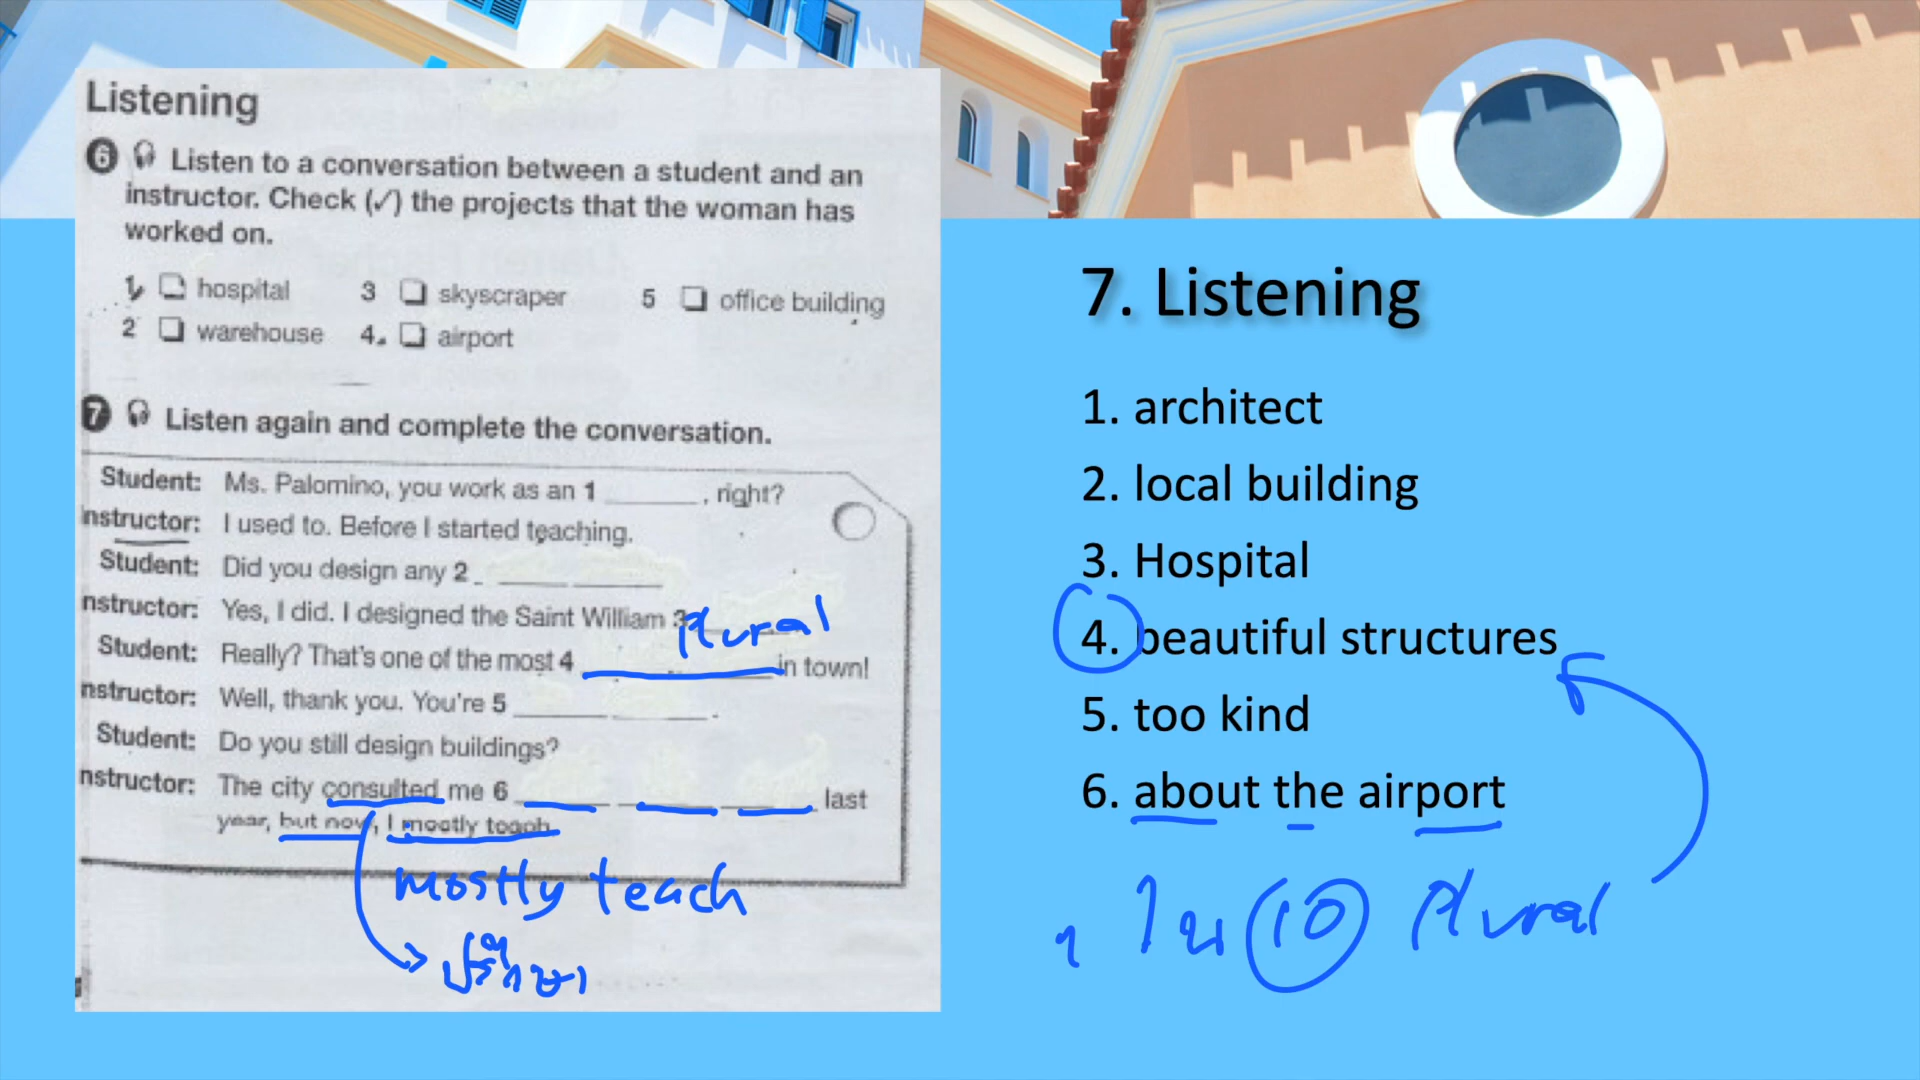 Listening
6 Listen to a conversation between a student and an
instructor. Check (✓) the projects that the woman has
worked on.
1 hospital 3 skyscraper 5 office building
2 warehouse 4 airport
7 Listen again and complete the conversation.
Student: Ms. Palomino, you work as an 1 ______, right?
nstructor: I used to. Before I started teaching.
Student: Did you design any 2 ______ ______
nstructor: Yes, I did. I designed the Saint William 3
plural
Student: Really? That's one of the most 4 ______ in town!
nstructor: Well, thank you. You're 5 ______ ______.
Student: Do you still design buildings?
nstructor: The city consulted me 6 ______ ______ ______ last
year, but now, I mostly teach.
mostly teach
7. Listening
1. architect
2. local building
3. Hospital
4. beautiful structures
5. too kind
6. about the airport
10 plural